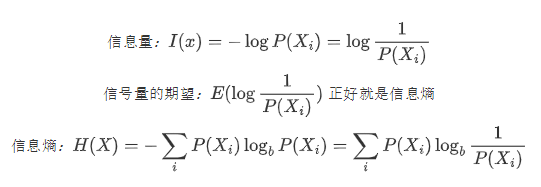 信息量：I(x) = −log P(X_i) = log 1/P(X_i)
信号量的期望：E(log 1/P(X_i)) 正好就是信息熵
信息熵：H(X) = −∑_i P(X_i) log_b P(X_i) = ∑_i P(X_i) log_b 1/P(X_i)